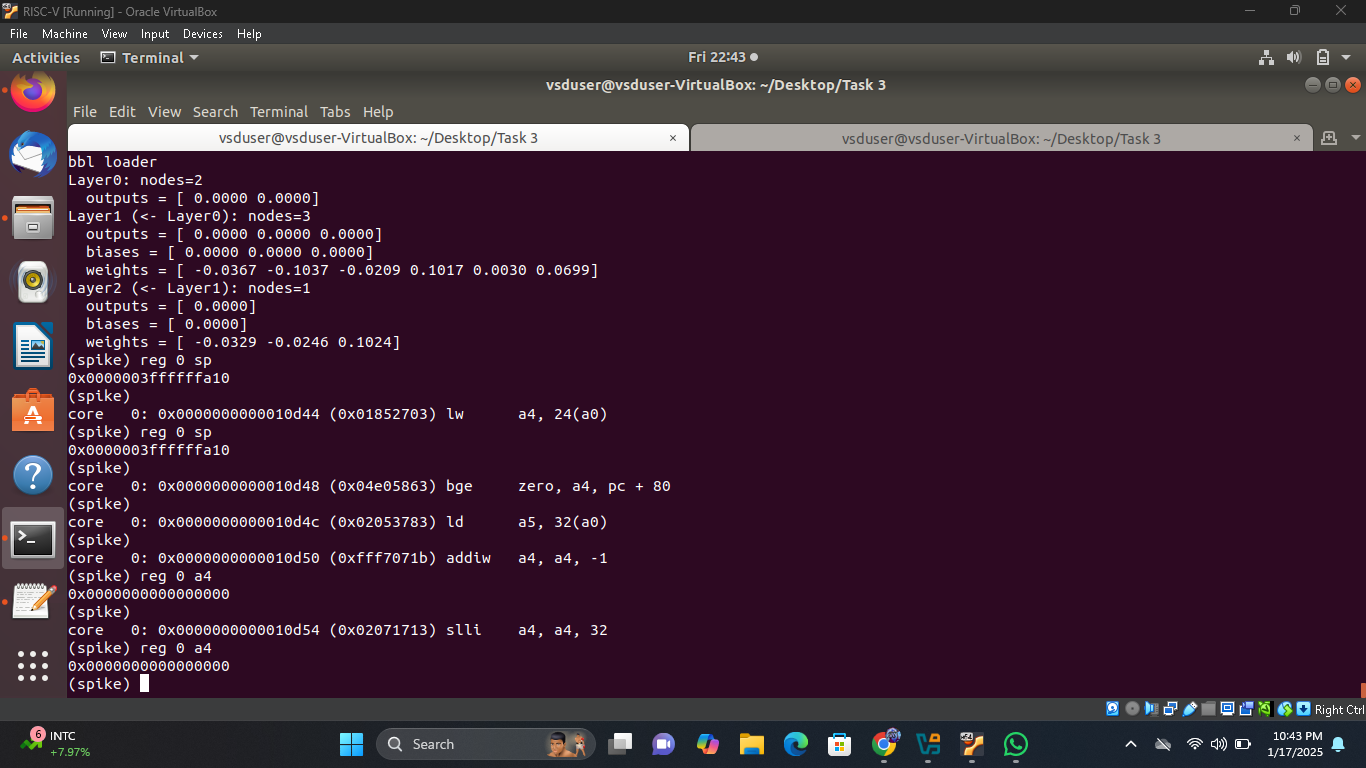 RISC-V [Running] - Oracle VirtualBox
File Machine View Input Devices Help
Activities Terminal Fri 22:43
vsduser@vsduser-VirtualBox: ~/Desktop/Task 3
File Edit View Search Terminal Tabs Help
vsduser@vsduser-VirtualBox: ~/Desktop/Task 3 × vsduser@vsduser-VirtualBox: ~/Desktop/Task 3 ×
bbl loader
Layer0: nodes=2
  outputs = [ 0.0000 0.0000]
Layer1 (<- Layer0): nodes=3
  outputs = [ 0.0000 0.0000 0.0000]
  biases = [ 0.0000 0.0000 0.0000]
  weights = [ -0.0367 -0.1037 -0.0209 0.1017 0.0030 0.0699]
Layer2 (<- Layer1): nodes=1
  outputs = [ 0.0000]
  biases = [ 0.0000]
  weights = [ -0.0329 -0.0246 0.1024]
(spike) reg 0 sp
0x0000003ffffffa10
(spike)
core   0: 0x0000000000010d44 (0x01852703) lw      a4, 24(a0)
(spike) reg 0 sp
0x0000003ffffffa10
(spike)
core   0: 0x0000000000010d48 (0x04e05863) bge     zero, a4, pc + 80
(spike)
core   0: 0x0000000000010d4c (0x02053783) ld      a5, 32(a0)
(spike)
core   0: 0x0000000000010d50 (0xfff7071b) addiw   a4, a4, -1
(spike) reg 0 a4
0x0000000000000000
(spike)
core   0: 0x0000000000010d54 (0x02071713) slli    a4, a4, 32
(spike) reg 0 a4
0x0000000000000000
(spike)
Right Ctrl
6
INTC
+7.97%
Search
10:43 PM
1/17/2025